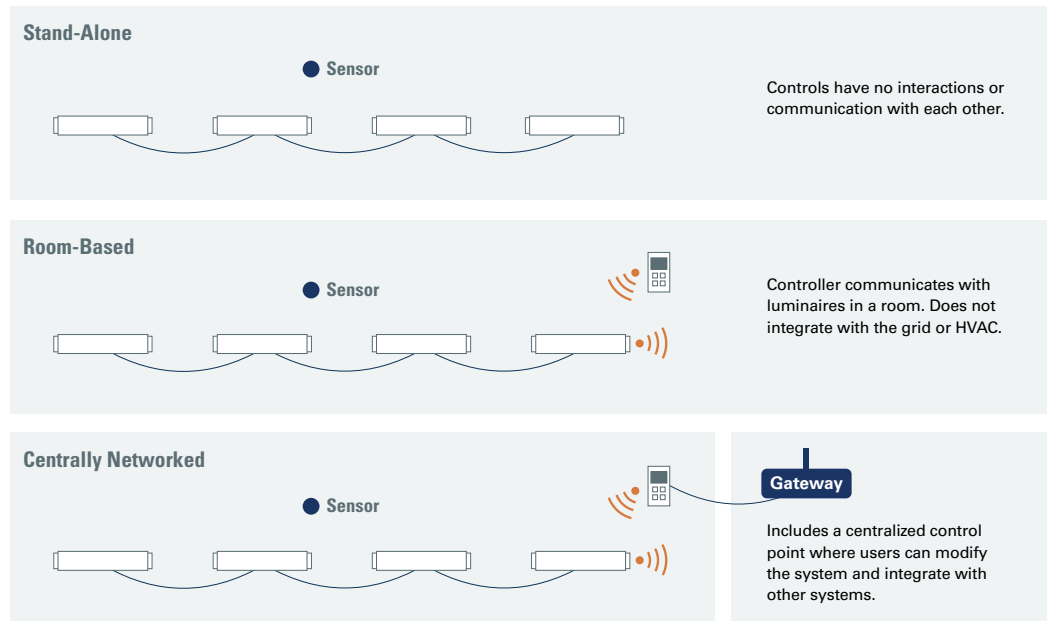 Stand-Alone
Sensor
Controls have no interactions or
communication with each other.
Room-Based
Sensor
Controller communicates with
luminaires in a room. Does not
integrate with the grid or HVAC.
Centrally Networked
Sensor
Gateway
Includes a centralized control
point where users can modify
the system and integrate with
other systems.